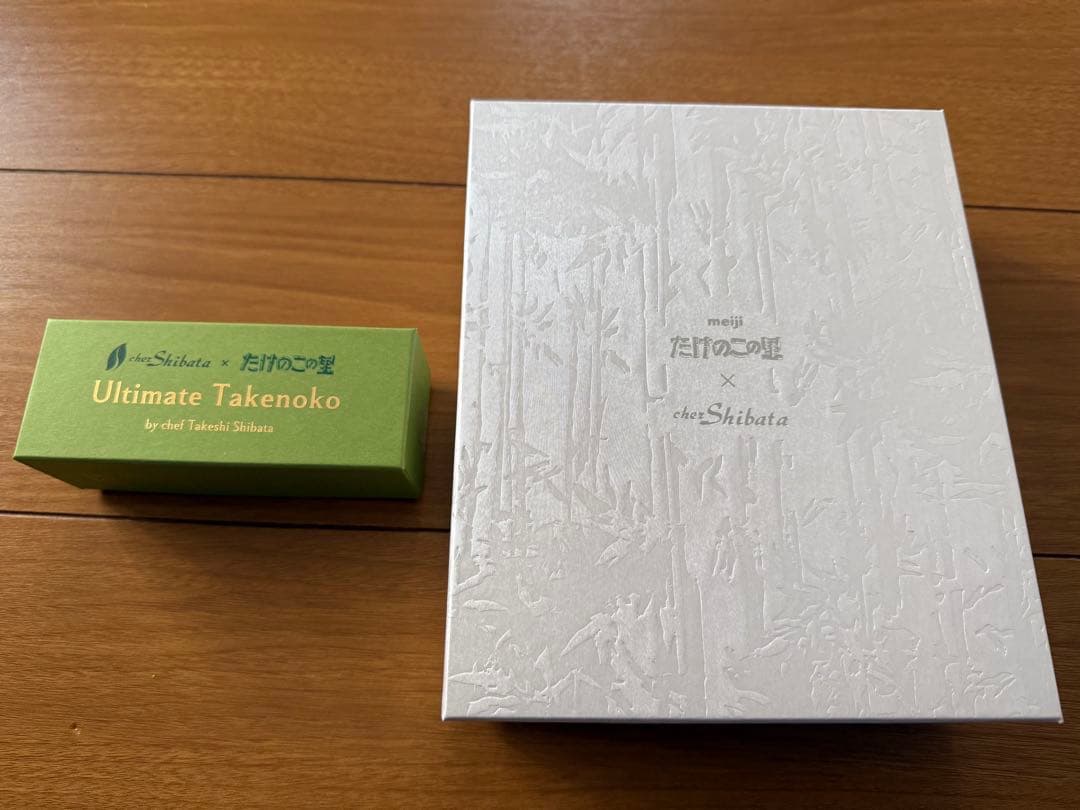 chez Shibata × たけのこの里
Ultimate Takenoko
by chef Takeshi Shibata
meiji
たけのこの里
×
chez Shibata